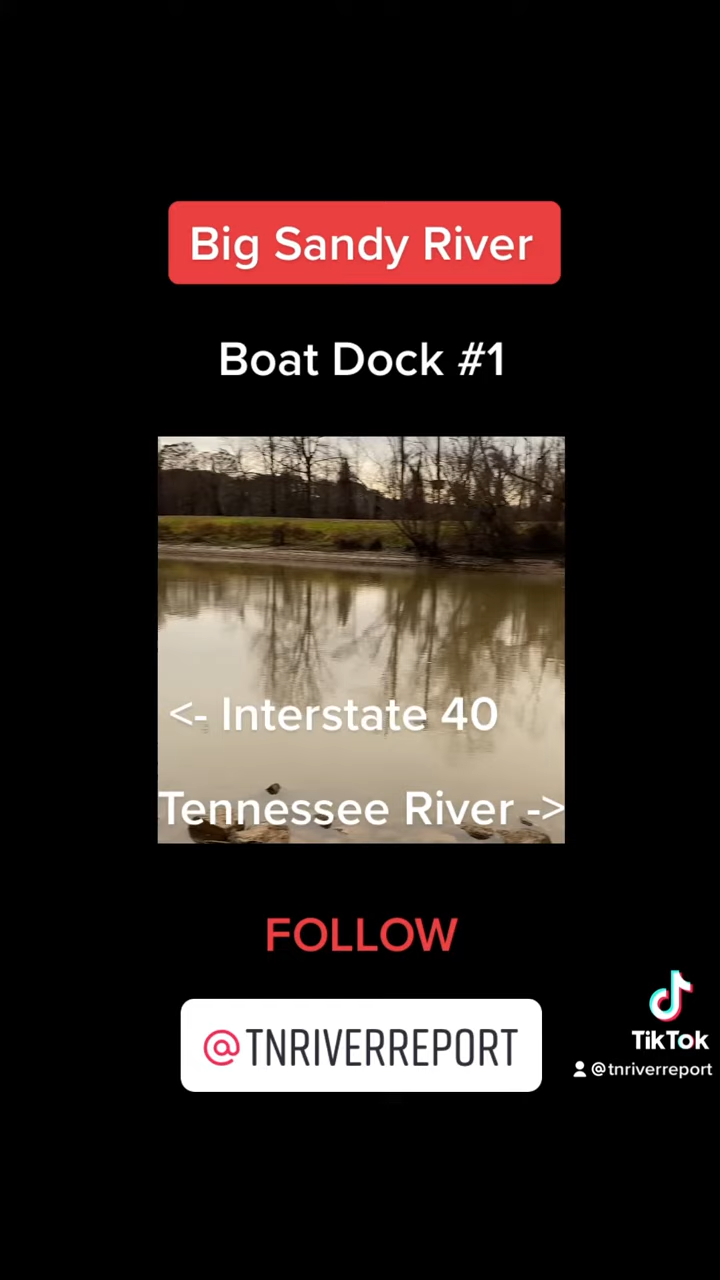 Big Sandy River
Boat Dock #1
<- Interstate 40
Tennessee River ->
FOLLOW
@TNRIVERREPORT
TikTok
@tnriverreport